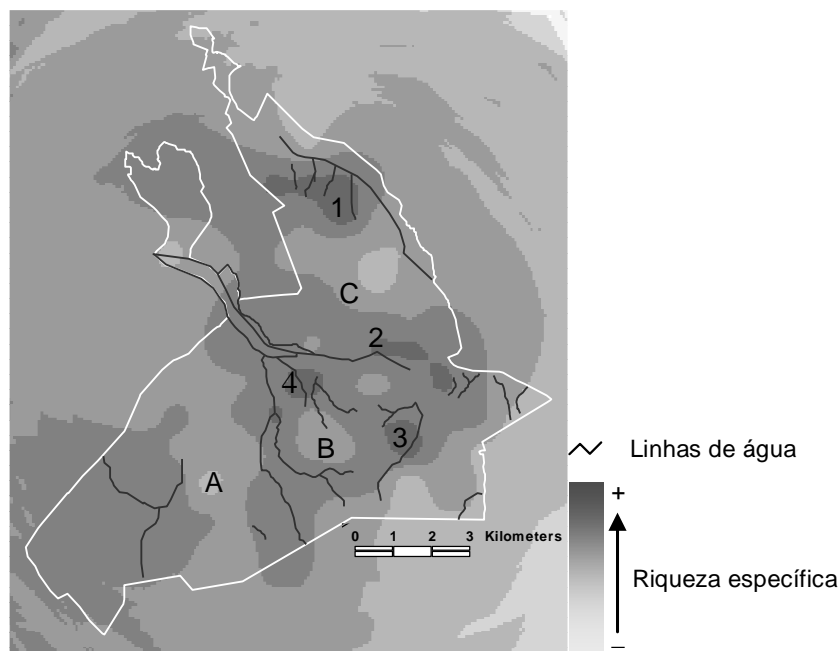 1
C
2
4
3
B
A
Linhas de água
0 1 2 3 Kilometers
+
Riqueza específica
–